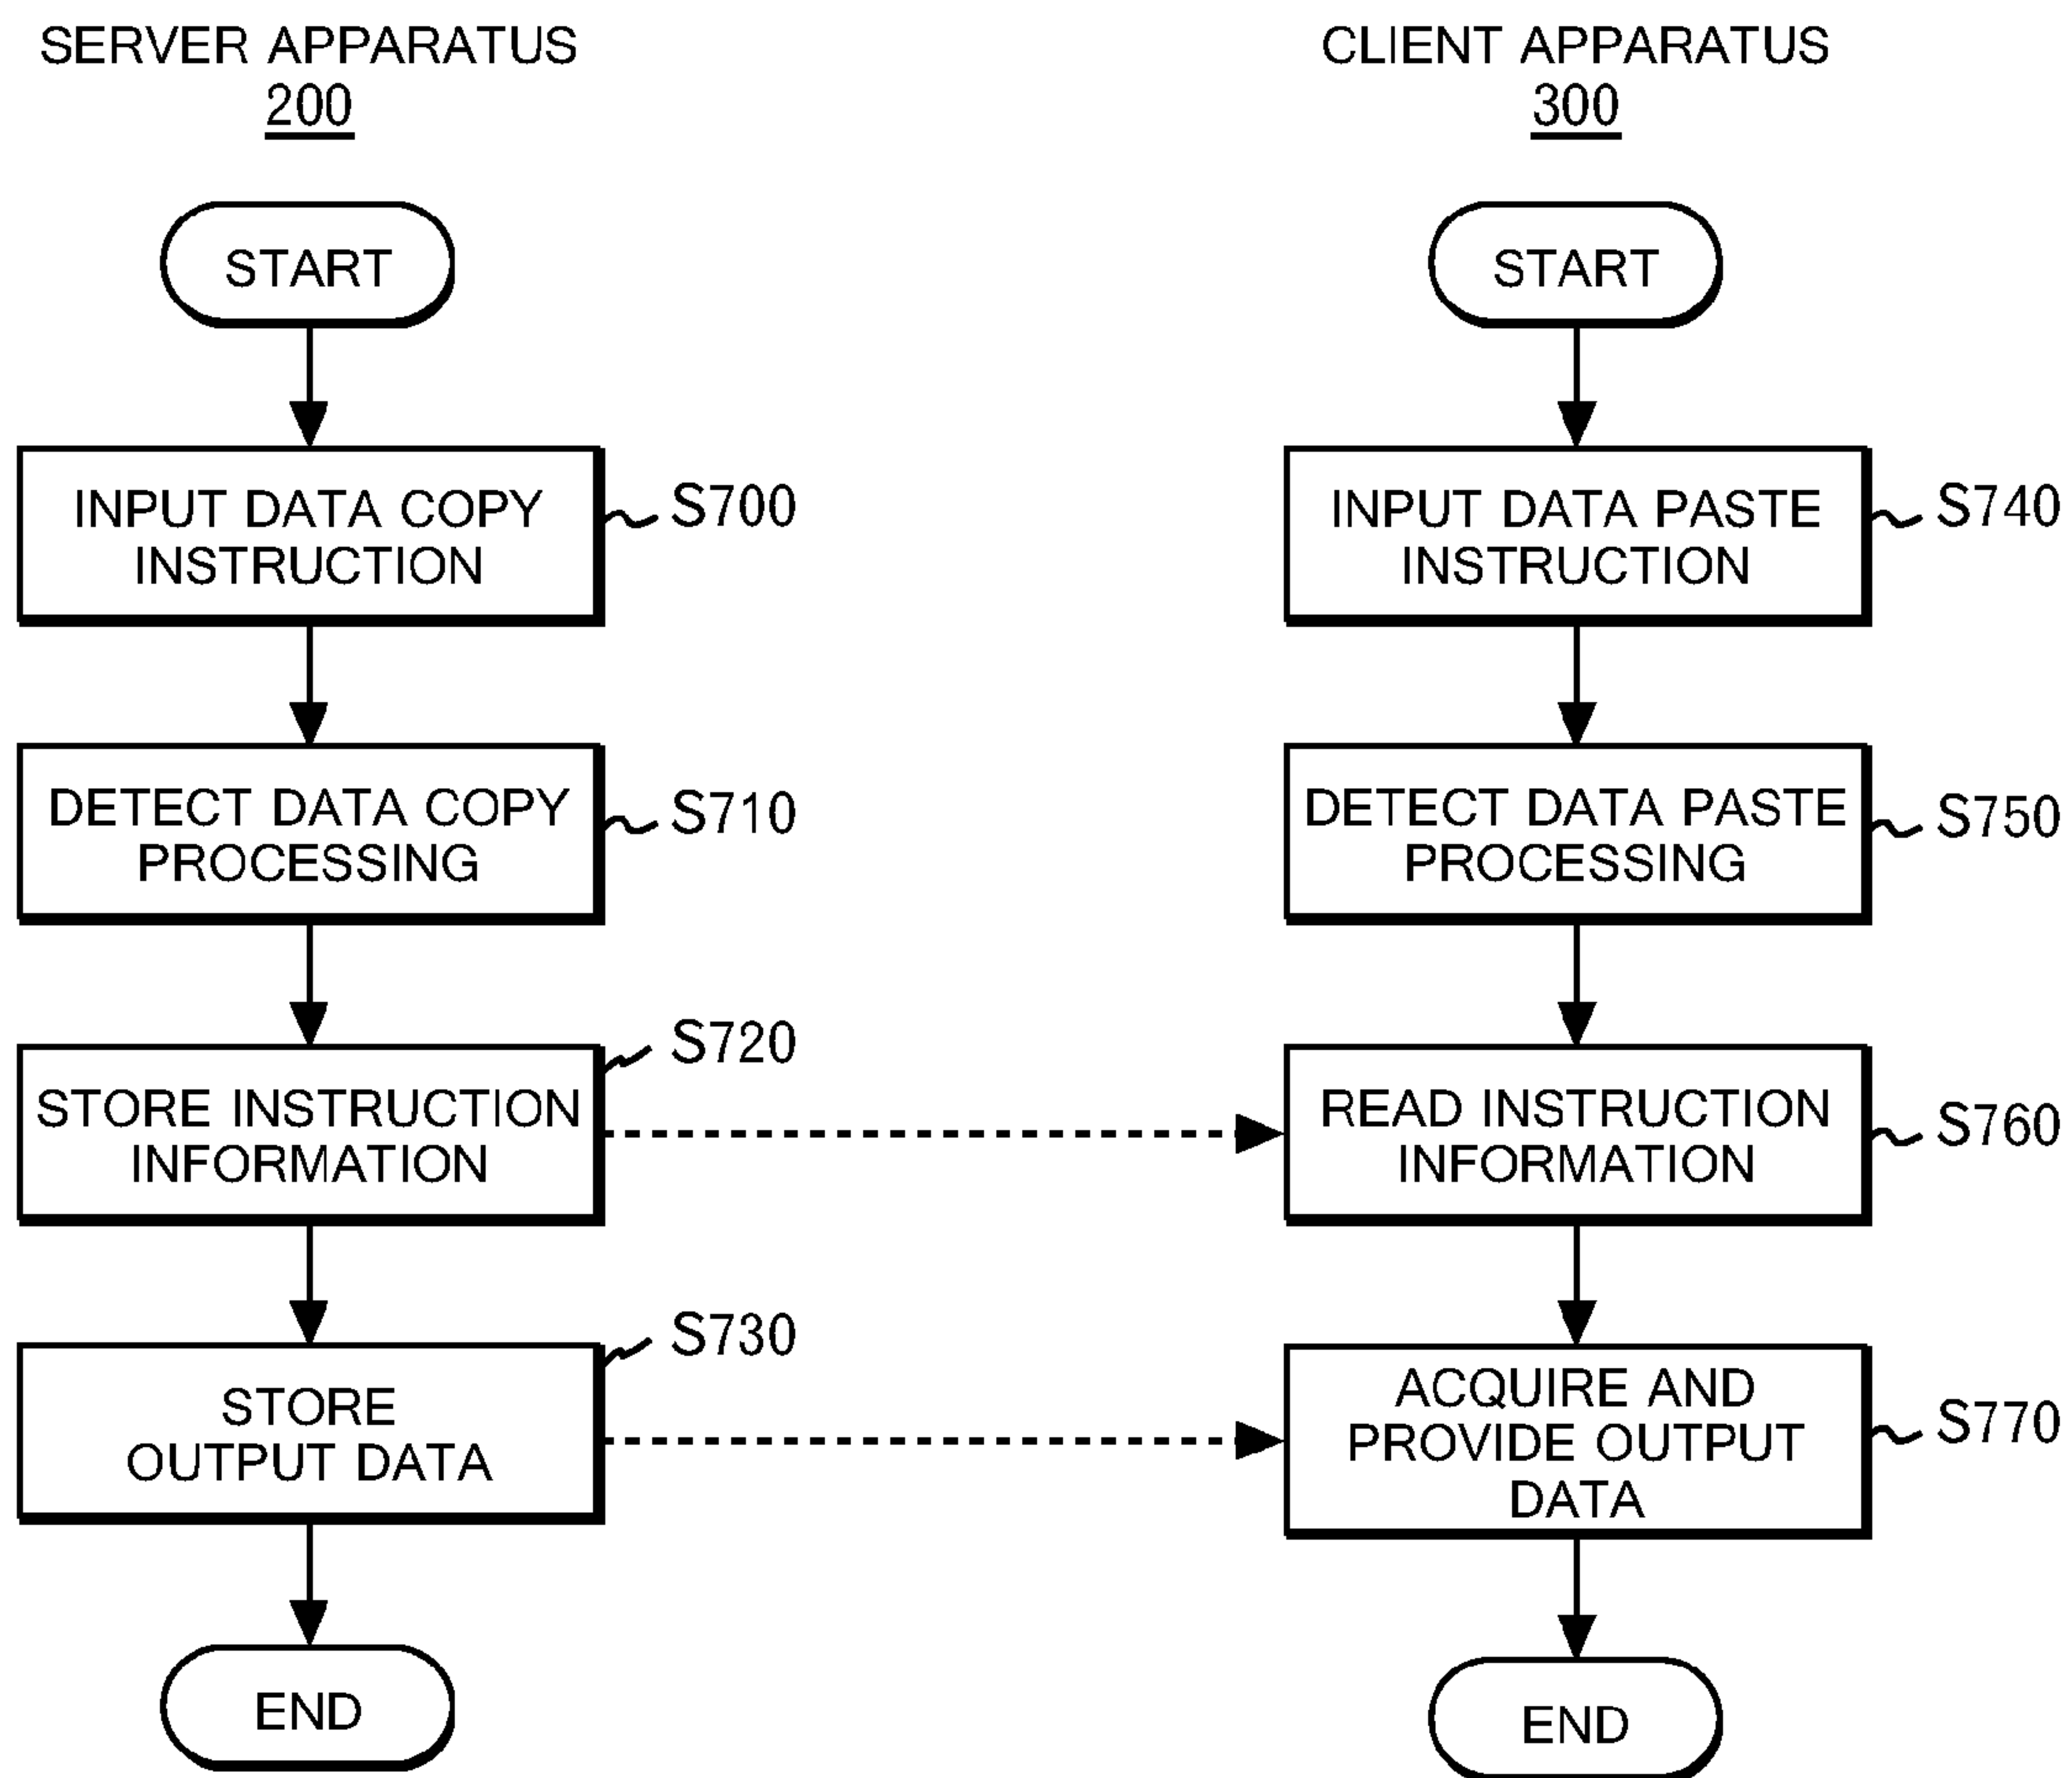 SERVER APPARATUS
200
START
INPUT DATA COPY
INSTRUCTION
S700
DETECT DATA COPY
PROCESSING
S710
STORE INSTRUCTION
INFORMATION
S720
STORE
OUTPUT DATA
S730
END
CLIENT APPARATUS
300
START
INPUT DATA PASTE
INSTRUCTION
S740
DETECT DATA PASTE
PROCESSING
S750
READ INSTRUCTION
INFORMATION
S760
ACQUIRE AND
PROVIDE OUTPUT
DATA
S770
END